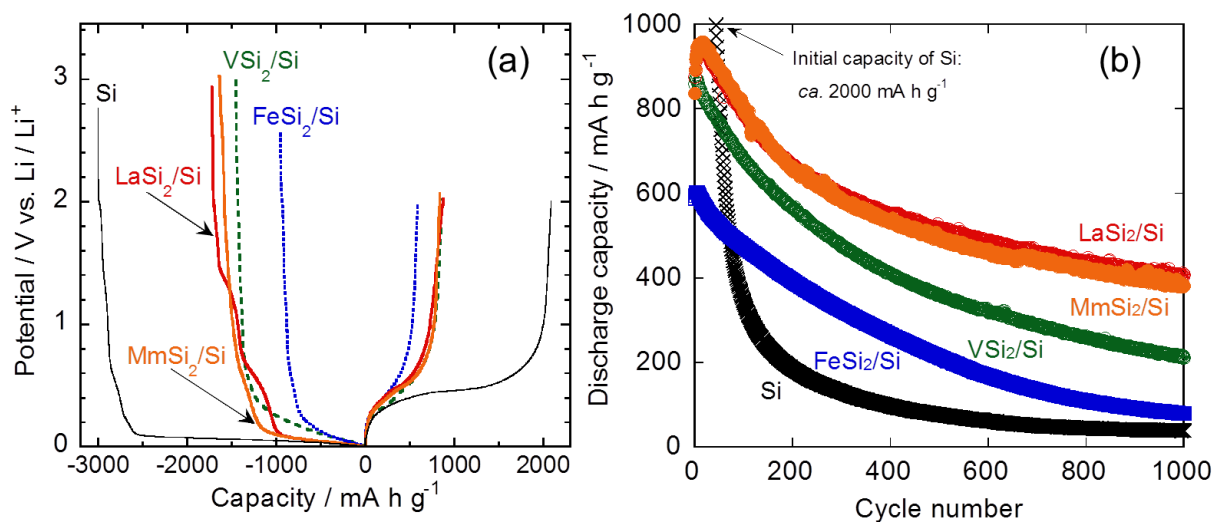 (a)
Si
VSi₂/Si
FeSi₂/Si
LaSi₂/Si
MmSi₂/Si
Potential / V vs. Li / Li⁺
3
2
1
0
-3000 -2000 -1000 0 1000 2000
Capacity / mA h g⁻¹
(b)
Initial capacity of Si:
ca. 2000 mA h g⁻¹
LaSi₂/Si
MmSi₂/Si
VSi₂/Si
FeSi₂/Si
Si
Discharge capacity / mA h g⁻¹
1000
800
600
400
200
0
0 200 400 600 800 1000
Cycle number